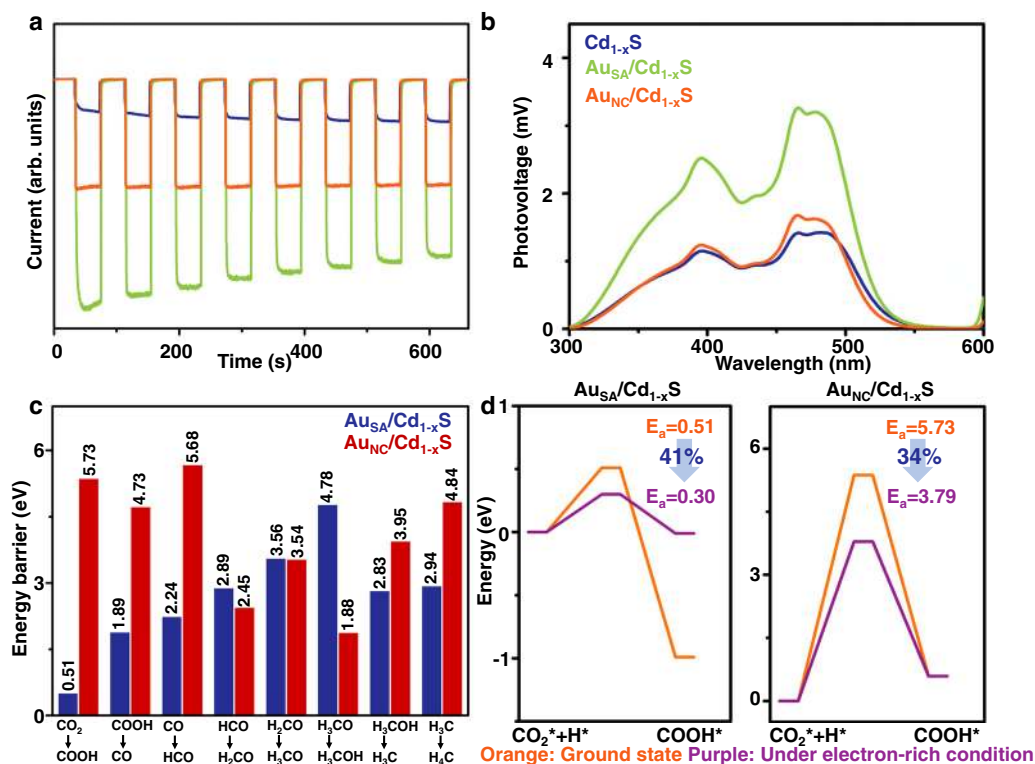 a
Current (arb. units)
0
200
400
600
Time (s)
b
Cd1-xS
AuSA/Cd1-xS
AuNC/Cd1-xS
Photovoltage (mV)
4
2
0
300
400
500
600
Wavelength (nm)
c
AuSA/Cd1-xS
AuNC/Cd1-xS
Energy barrier (eV)
6
3
0
0.51
5.73
1.89
4.73
2.24
5.68
2.89
2.45
3.56
3.54
4.78
1.88
2.83
3.95
2.94
4.84
CO2 COOH CO HCO H2CO H3CO H3COH H3C
↓ ↓ ↓ ↓ ↓ ↓ ↓ ↓
COOH CO HCO H2CO H3CO H3COH H3C H4C
d
AuSA/Cd1-xS
Energy (eV)
1
0
-1
Ea=0.51
41%
Ea=0.30
CO2*+H* COOH*
AuNC/Cd1-xS
6
3
0
Ea=5.73
34%
Ea=3.79
CO2*+H* COOH*
Orange: Ground state Purple: Under electron-rich condition